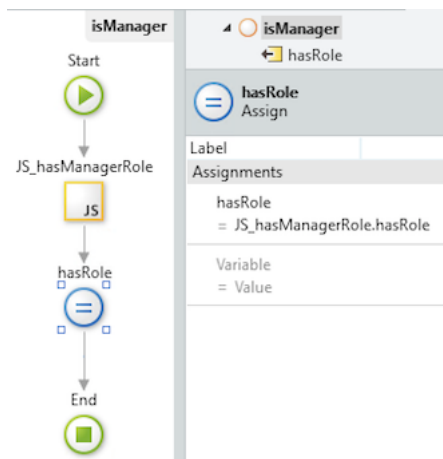 isManager
Start
JS_hasManagerRole
JS
hasRole
End
isManager
hasRole
hasRole
Assign
Label
Assignments
hasRole
= JS_hasManagerRole.hasRole
Variable
= Value